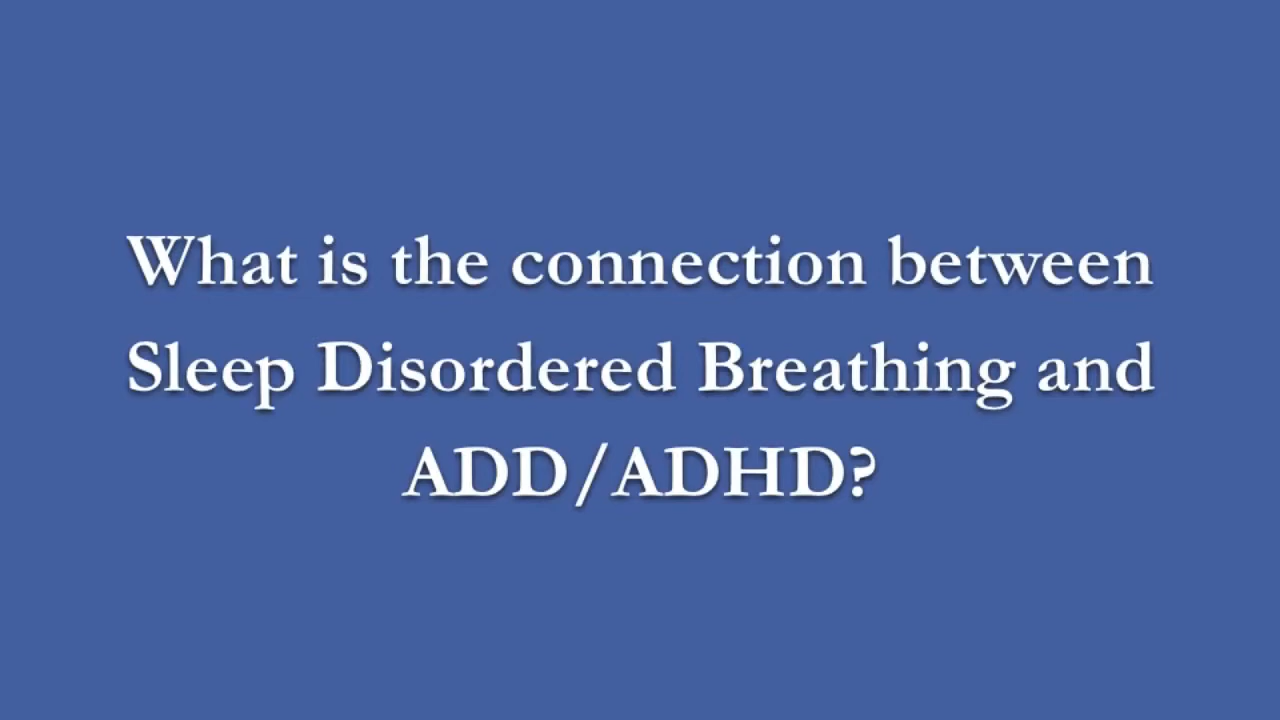 What is the connection between
Sleep Disordered Breathing and
ADD/ADHD?